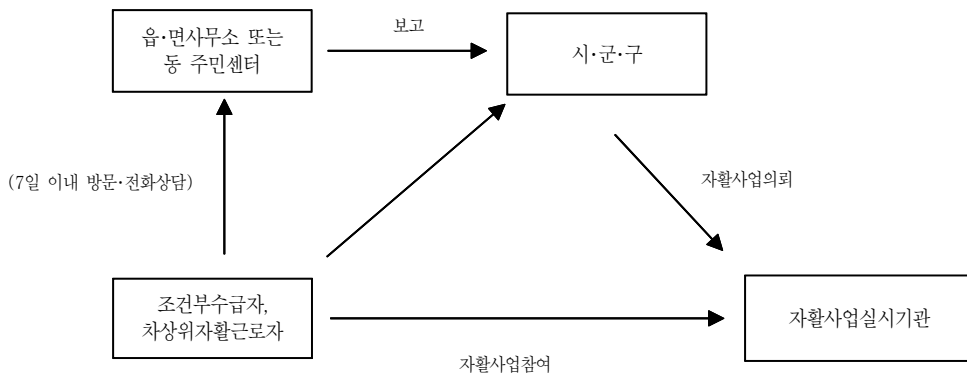 읍·면사무소 또는
동 주민센터
보고
시·군·구
(7일 이내 방문·전화상담)
자활사업의뢰
조건부수급자,
차상위자활근로자
자활사업실시기관
자활사업참여